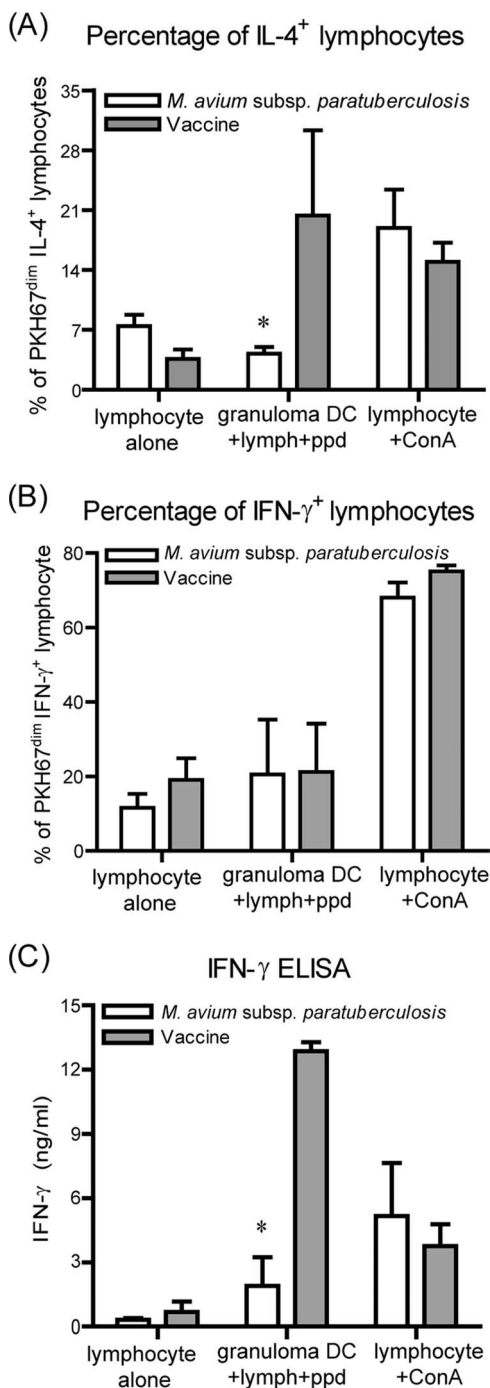 (A) Percentage of IL-4+ lymphocytes
% of PKH67dim IL-4+ lymphocytes
35
28
21
14
7
0
M. avium subsp. paratuberculosis
Vaccine
*
lymphocyte alone
granuloma DC +lymph+ppd
lymphocyte +ConA
(B) Percentage of IFN-γ+ lymphocytes
% of PKH67dim IFN-γ+ lymphocyte
80
60
40
20
0
M. avium subsp. paratuberculosis
Vaccine
lymphocyte alone
granuloma DC +lymph+ppd
lymphocyte +ConA
(C) IFN-γ ELISA
IFN-γ (ng/ml)
15
12
9
6
3
0
M. avium subsp. paratuberculosis
Vaccine
*
lymphocyte alone
granuloma DC +lymph+ppd
lymphocyte +ConA